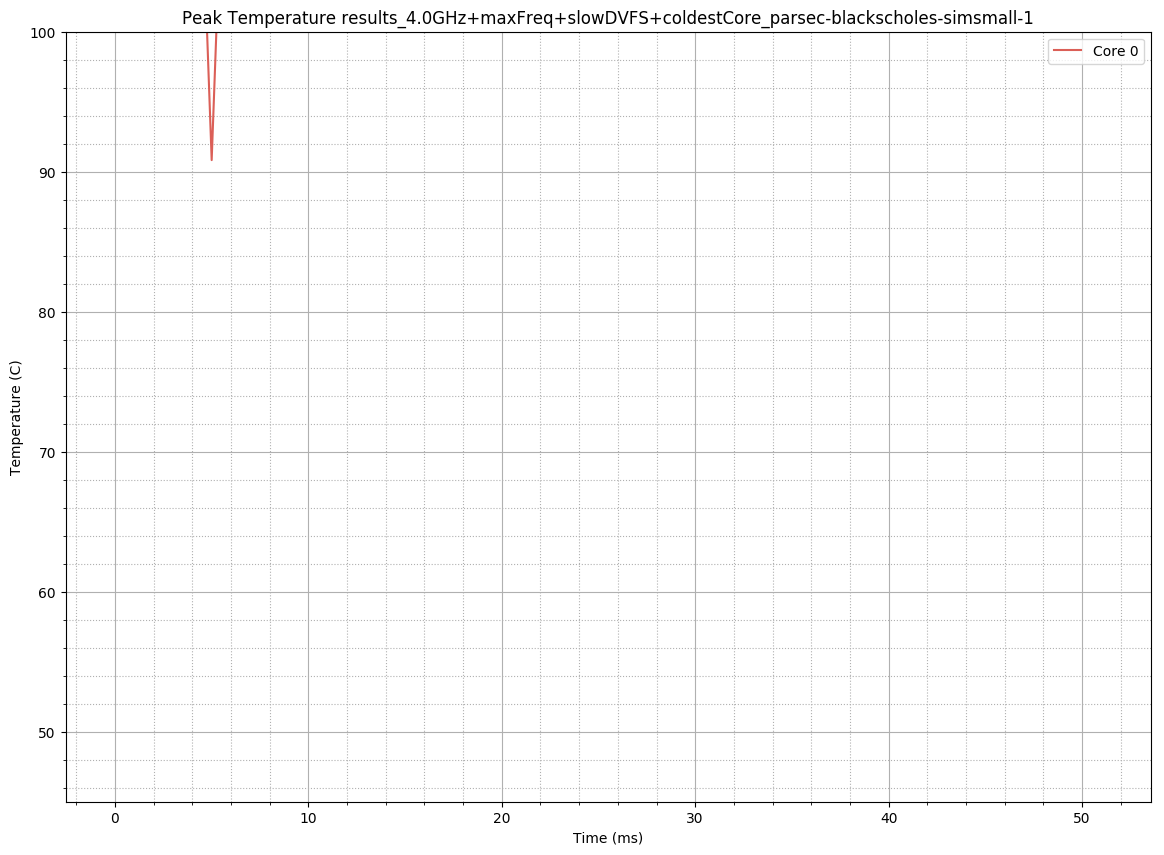 Peak Temperature results_4.0GHz+maxFreq+slowDVFS+coldestCore_parsec-blackscholes-simsmall-1
Core 0
Temperature (C)
100
90
80
70
60
50
0 10 20 30 40 50
Time (ms)